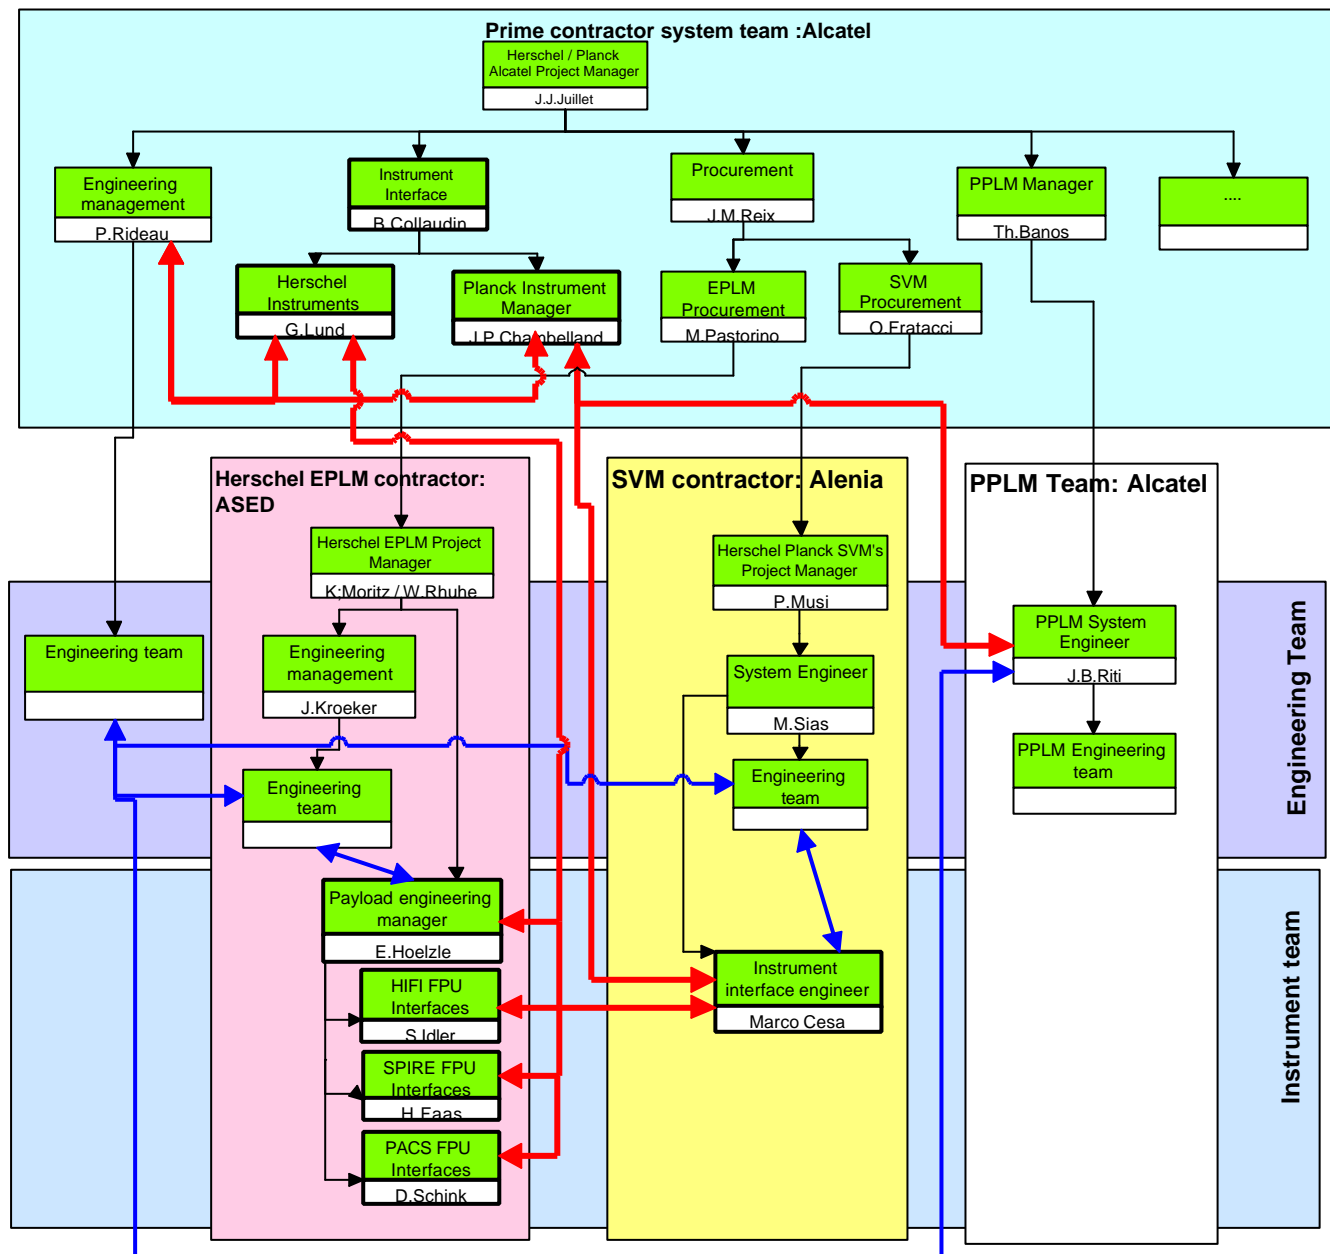 Prime contractor system team :Alcatel
Herschel / Planck
Alcatel Project Manager
J.J.Juillet
Engineering
management
P.Rideau
Instrument
Interface
B.Collaudin
Procurement
J.M.Reix
PPLM Manager
Th.Banos
....
Herschel
Instruments
G.Lund
Planck Instrument
Manager
J.P.Chambelland
EPLM
Procurement
M.Pastorino
SVM
Procurement
O.Fratacci
Herschel EPLM contractor:
ASED
SVM contractor: Alenia
PPLM Team: Alcatel
Herschel EPLM Project
Manager
K;Moritz / W.Rhuhe
Herschel Planck SVM's
Project Manager
P.Musi
Engineering Team
Engineering team
Engineering
management
J.Kroeker
System Engineer
M.Sias
PPLM System
Engineer
J.B.Riti
Engineering
team
Engineering
team
PPLM Engineering
team
Instrument team
Payload engineering
manager
E.Hoelzle
HIFI FPU
Interfaces
S.Idler
Instrument
interface engineer
Marco Cesa
SPIRE FPU
Interfaces
H.Faas
PACS FPU
Interfaces
D.Schink